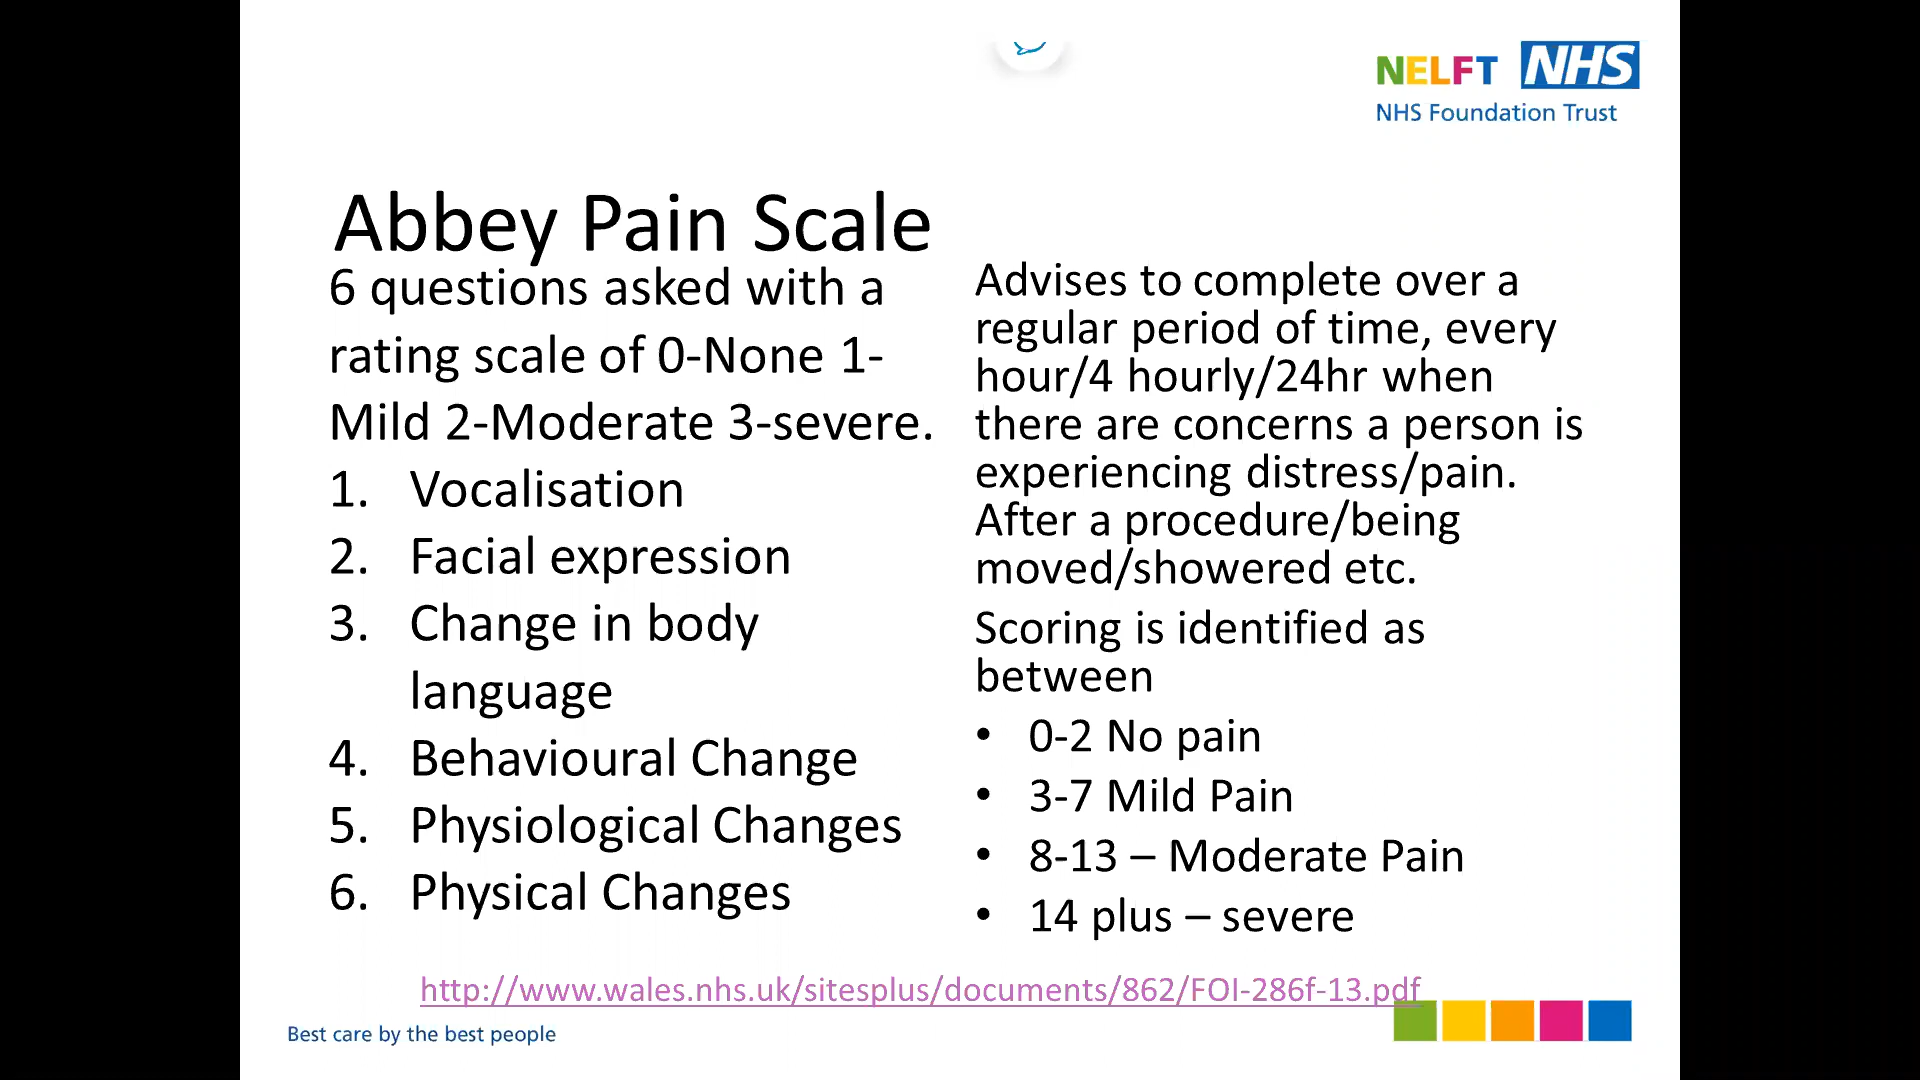 NELFT NHS
NHS Foundation Trust
Abbey Pain Scale
6 questions asked with a
rating scale of 0-None 1-
Mild 2-Moderate 3-severe.
1. Vocalisation
2. Facial expression
3. Change in body
language
4. Behavioural Change
5. Physiological Changes
6. Physical Changes
Advises to complete over a
regular period of time, every
hour/4 hourly/24hr when
there are concerns a person is
experiencing distress/pain.
After a procedure/being
moved/showered etc.
Scoring is identified as
between
• 0-2 No pain
• 3-7 Mild Pain
• 8-13 – Moderate Pain
• 14 plus – severe
http://www.wales.nhs.uk/sitesplus/documents/862/FOI-286f-13.pdf
Best care by the best people